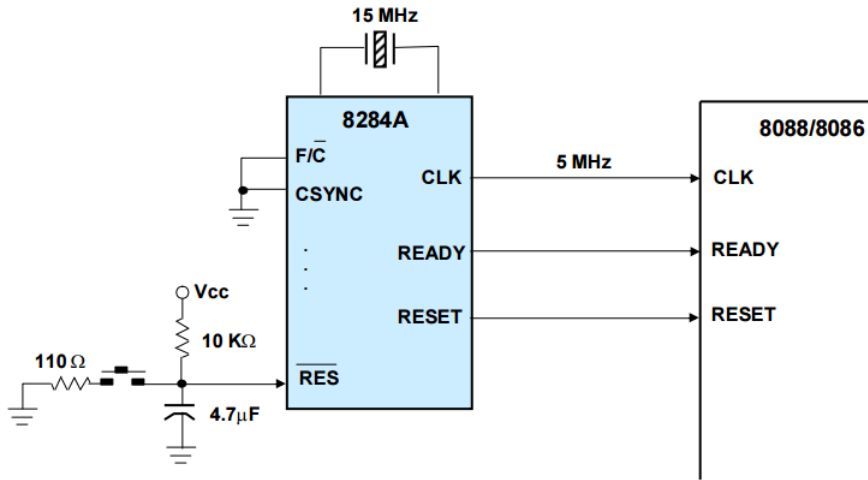 15 MHz
8284A
8088/8086
F/C̅
CLK
5 MHz
CLK
CSYNC
READY
READY
Vcc
RESET
RESET
10 KΩ
110 Ω
R̅E̅S̅
4.7µF